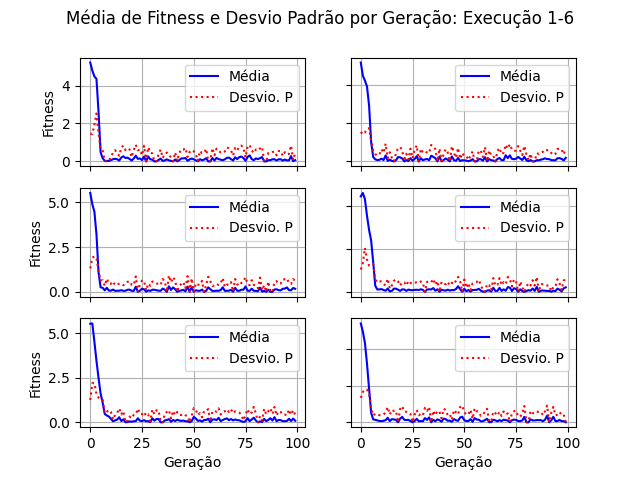 Média de Fitness e Desvio Padrão por Geração: Execução 1-6
Fitness
4
2
0
Média
Desvio. P
Média
Desvio. P
Fitness
5.0
2.5
0.0
Média
Desvio. P
Média
Desvio. P
Fitness
5.0
2.5
0.0
Média
Desvio. P
Média
Desvio. P
0 25 50 75 100
0 25 50 75 100
Geração
Geração